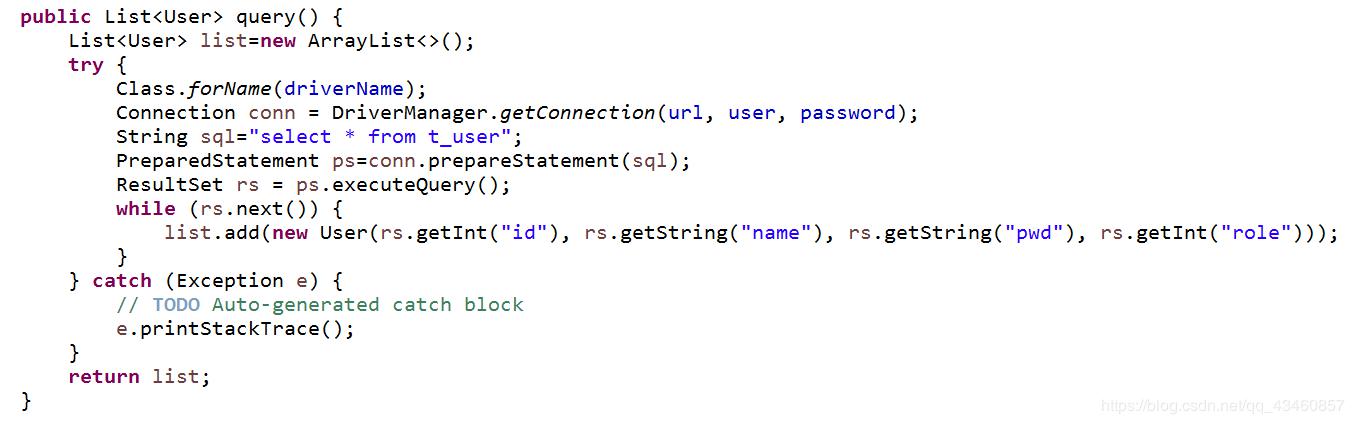 public List<User> query() {
    List<User> list=new ArrayList<>();
    try {
        Class.forName(driverName);
        Connection conn = DriverManager.getConnection(url, user, password);
        String sql="select * from t_user";
        PreparedStatement ps=conn.prepareStatement(sql);
        ResultSet rs = ps.executeQuery();
        while (rs.next()) {
            list.add(new User(rs.getInt("id"), rs.getString("name"), rs.getString("pwd"), rs.getInt("role")));
        }
    } catch (Exception e) {
        // TODO Auto-generated catch block
        e.printStackTrace();
    }
    return list;
}
https://blog.csdn.net/qq_43460857